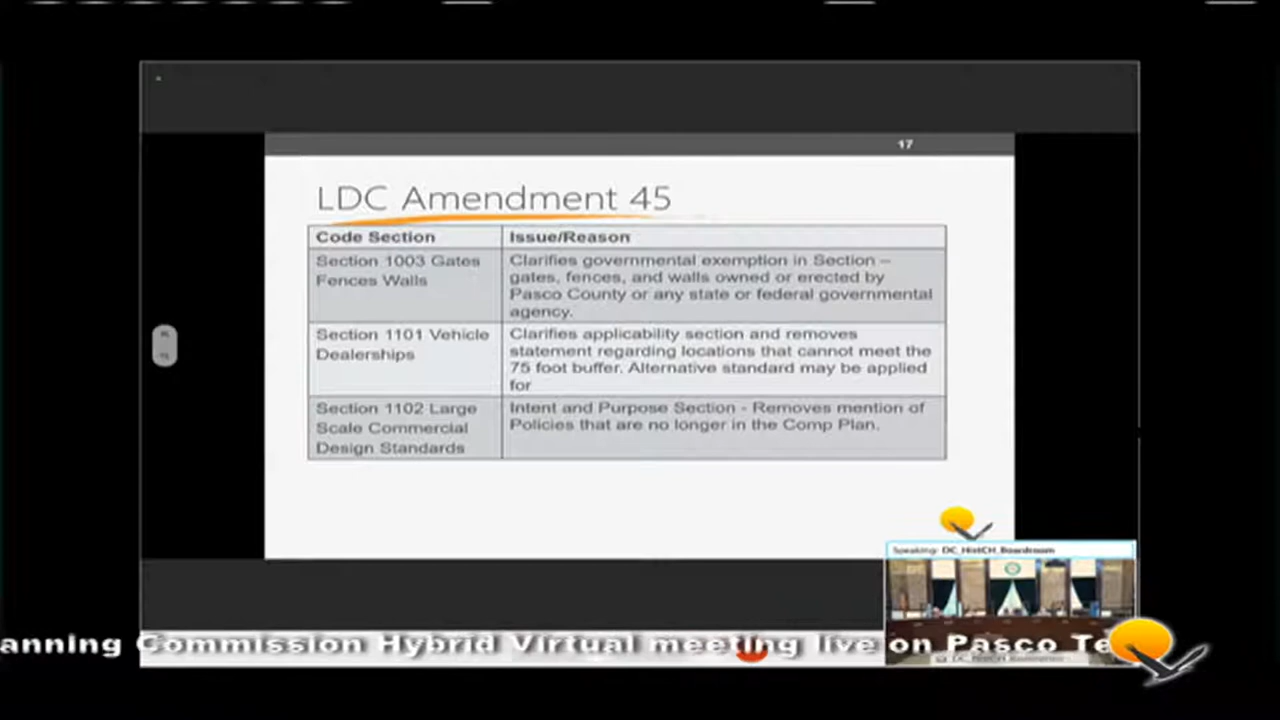 17
LDC Amendment 45
Code Section
Issue/Reason
Section 1003 Gates
Fences Walls
Clarifies governmental exemption in Section –
gates, fences, and walls owned or erected by
Pasco County or any state or federal governmental
agency.
Section 1101 Vehicle
Dealerships
Clarifies applicability section and removes
statement regarding locations that cannot meet the
75 foot buffer. Alternative standard may be applied
for
Section 1102 Large
Scale Commercial
Design Standards
Intent and Purpose Section - Removes mention of
Policies that are no longer in the Comp Plan.
Speaking: DC_HistCH_Boardroom
anning Commission Hybrid Virtual meeting live on Pasco Te